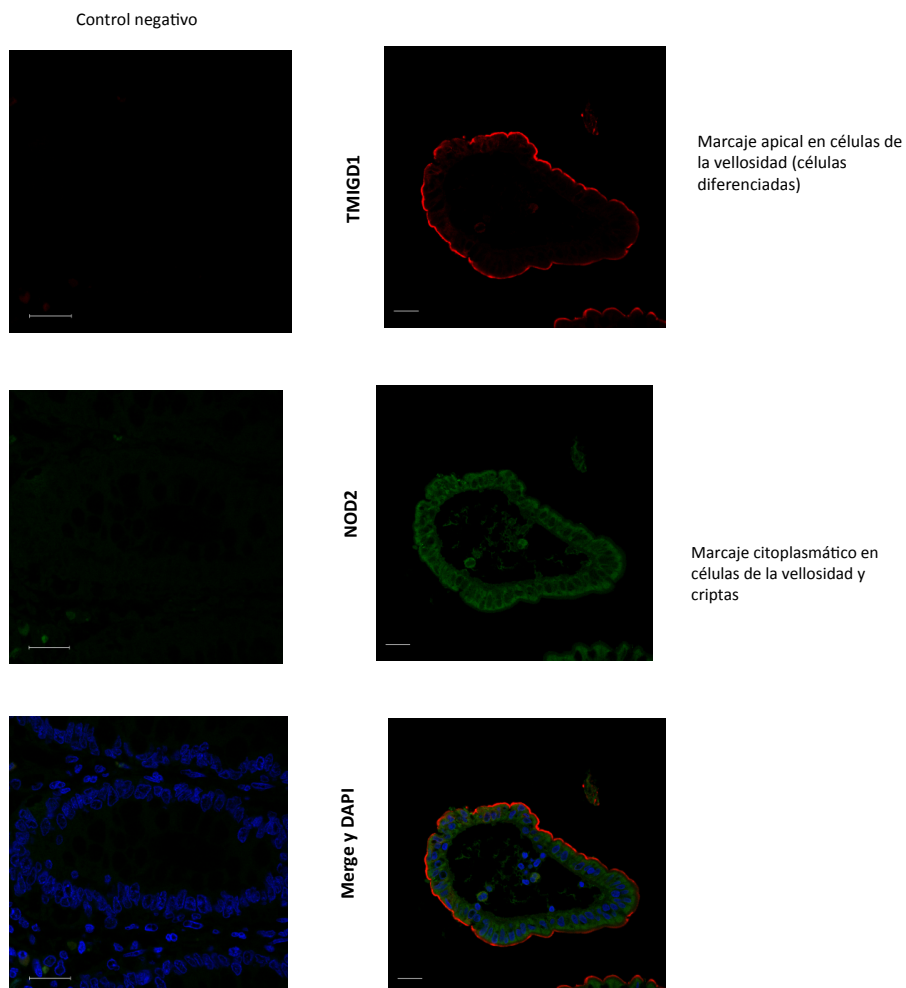 Control negativo
TMIGD1
Marcaje apical en células de
la vellosidad (células
diferenciadas)
NOD2
Marcaje citoplasmático en
células de la vellosidad y
criptas
Merge y DAPI